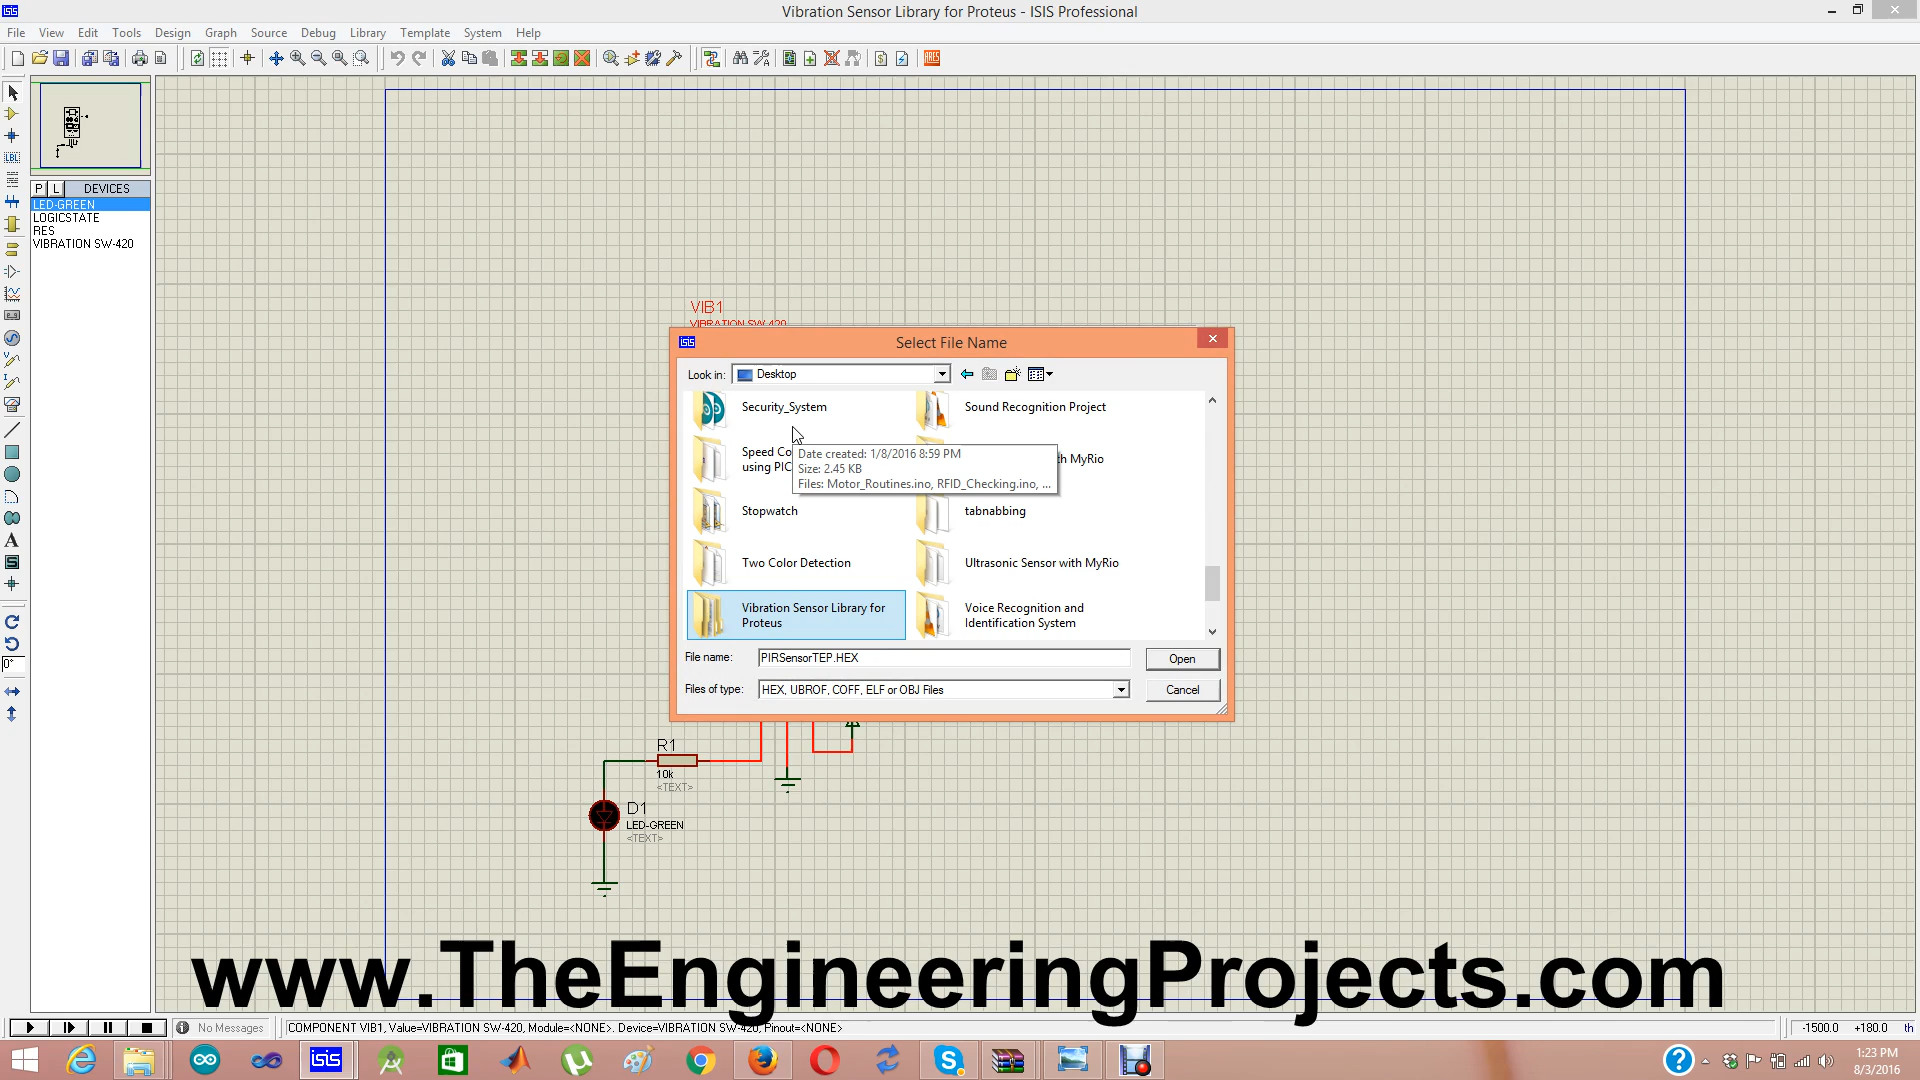 Vibration Sensor Library for Proteus - ISIS Professional
File View Edit Tools Design Graph Source Debug Library Template System Help
P L DEVICES
LED-GREEN
LOGICSTATE
RES
VIBRATION SW-420
VIB1
VIBRATION SW-420
Select File Name
Look in: Desktop
Security_System
Sound Recognition Project
Speed Co
using PIC
th MyRio
Date created: 1/8/2016 8:59 PM
Size: 2.45 KB
Files: Motor_Routines.ino, RFID_Checking.ino, ...
Stopwatch
tabnabbing
Two Color Detection
Ultrasonic Sensor with MyRio
Vibration Sensor Library for
Proteus
Voice Recognition and
Identification System
File name: PIRSensorTEP.HEX Open
Files of type: HEX, UBROF, COFF, ELF or OBJ Files Cancel
R1
10k
<TEXT>
D1
LED-GREEN
<TEXT>
www.TheEngineeringProjects.com
No Messages
COMPONENT VIB1, Value=VIBRATION SW-420, Module=<NONE>. Device=VIBRATION SW-420, Pinout=<NONE>
-1500.0 +180.0 th
1:23 PM
8/3/2016